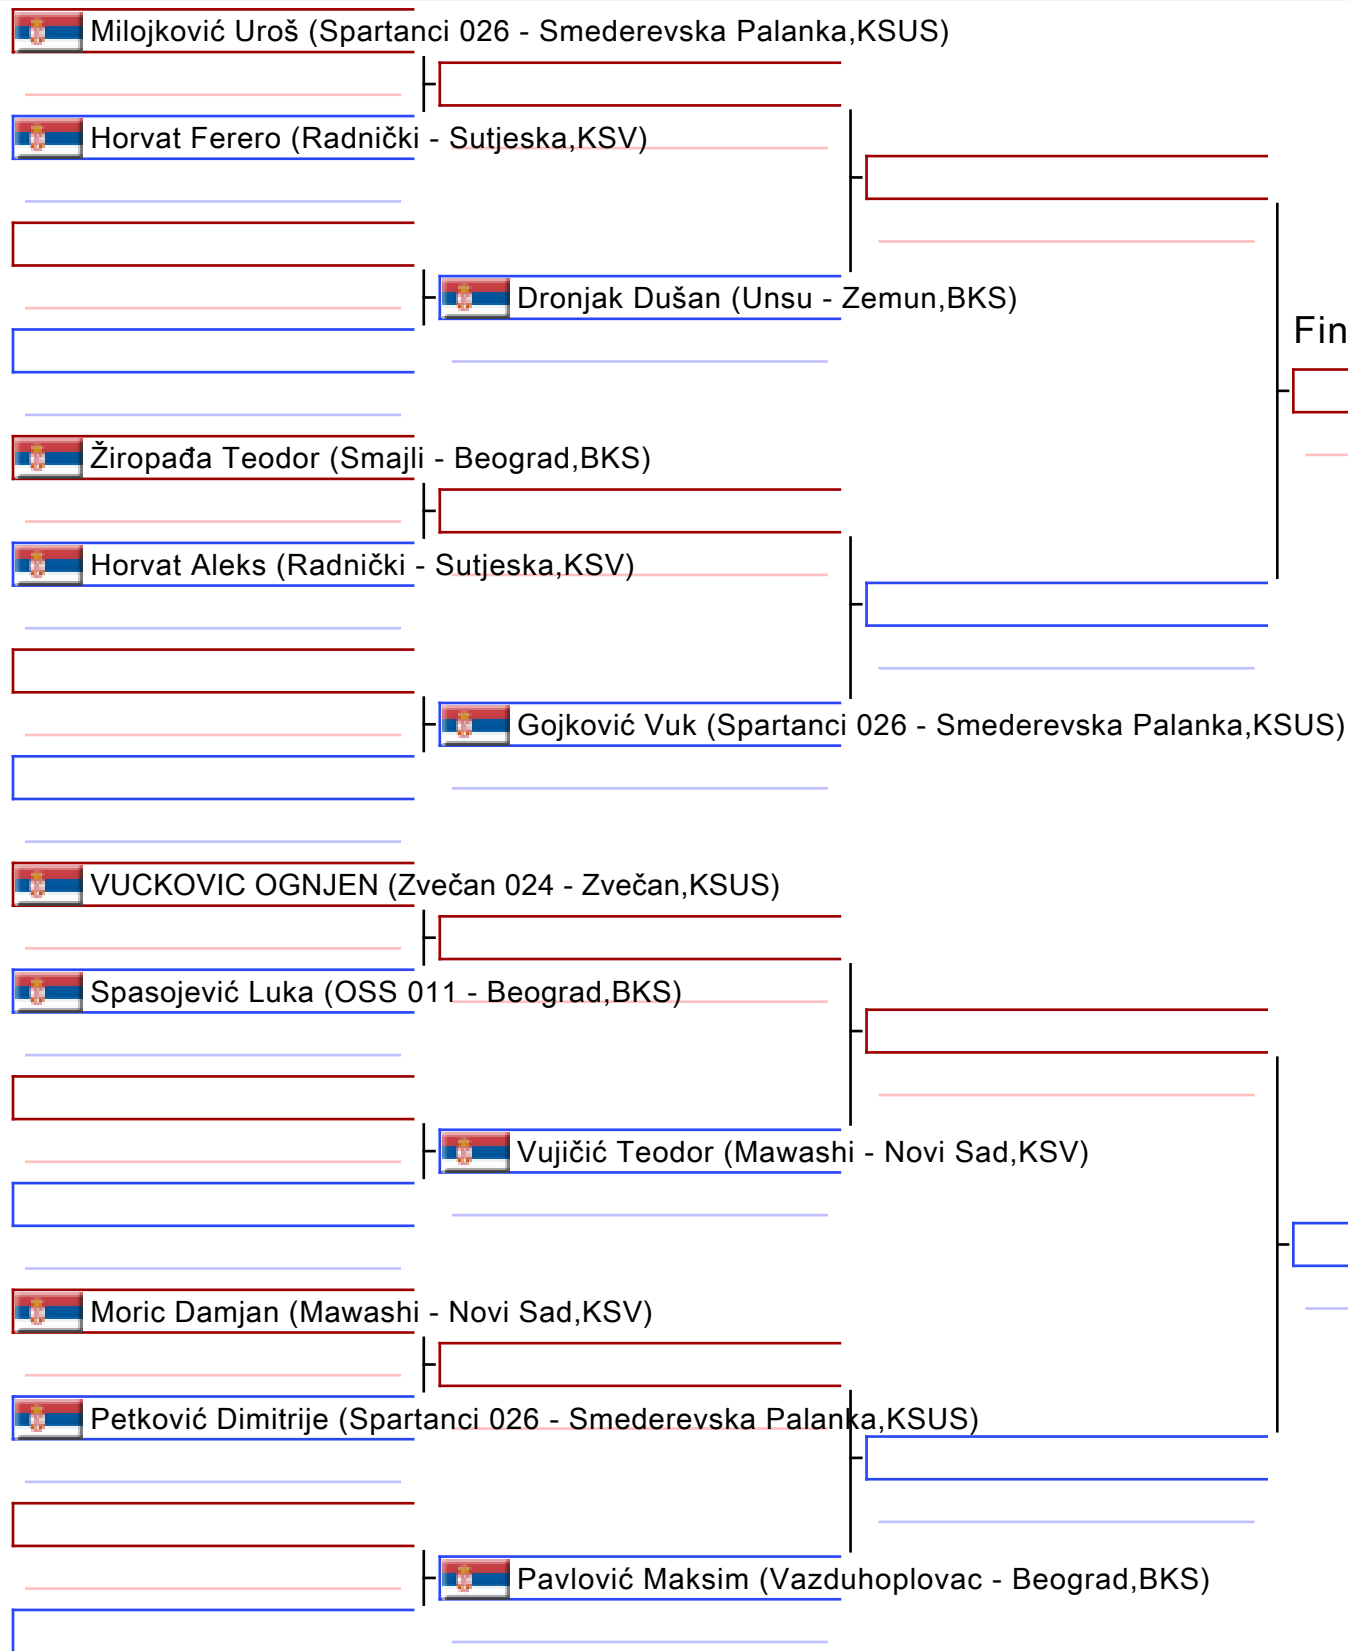 Milojković Uroš (Spartanci 026 - Smederevska Palanka,KSUS)
Horvat Ferero (Radnički - Sutjeska,KSV)
Dronjak Dušan (Unsu - Zemun,BKS)
Fin
Žiropađa Teodor (Smajli - Beograd,BKS)
Horvat Aleks (Radnički - Sutjeska,KSV)
Gojković Vuk (Spartanci 026 - Smederevska Palanka,KSUS)
VUCKOVIC OGNJEN (Zvečan 024 - Zvečan,KSUS)
Spasojević Luka (OSS 011 - Beograd,BKS)
Vujičić Teodor (Mawashi - Novi Sad,KSV)
Moric Damjan (Mawashi - Novi Sad,KSV)
Petković Dimitrije (Spartanci 026 - Smederevska Palanka,KSUS)
Pavlović Maksim (Vazduhoplovac - Beograd,BKS)